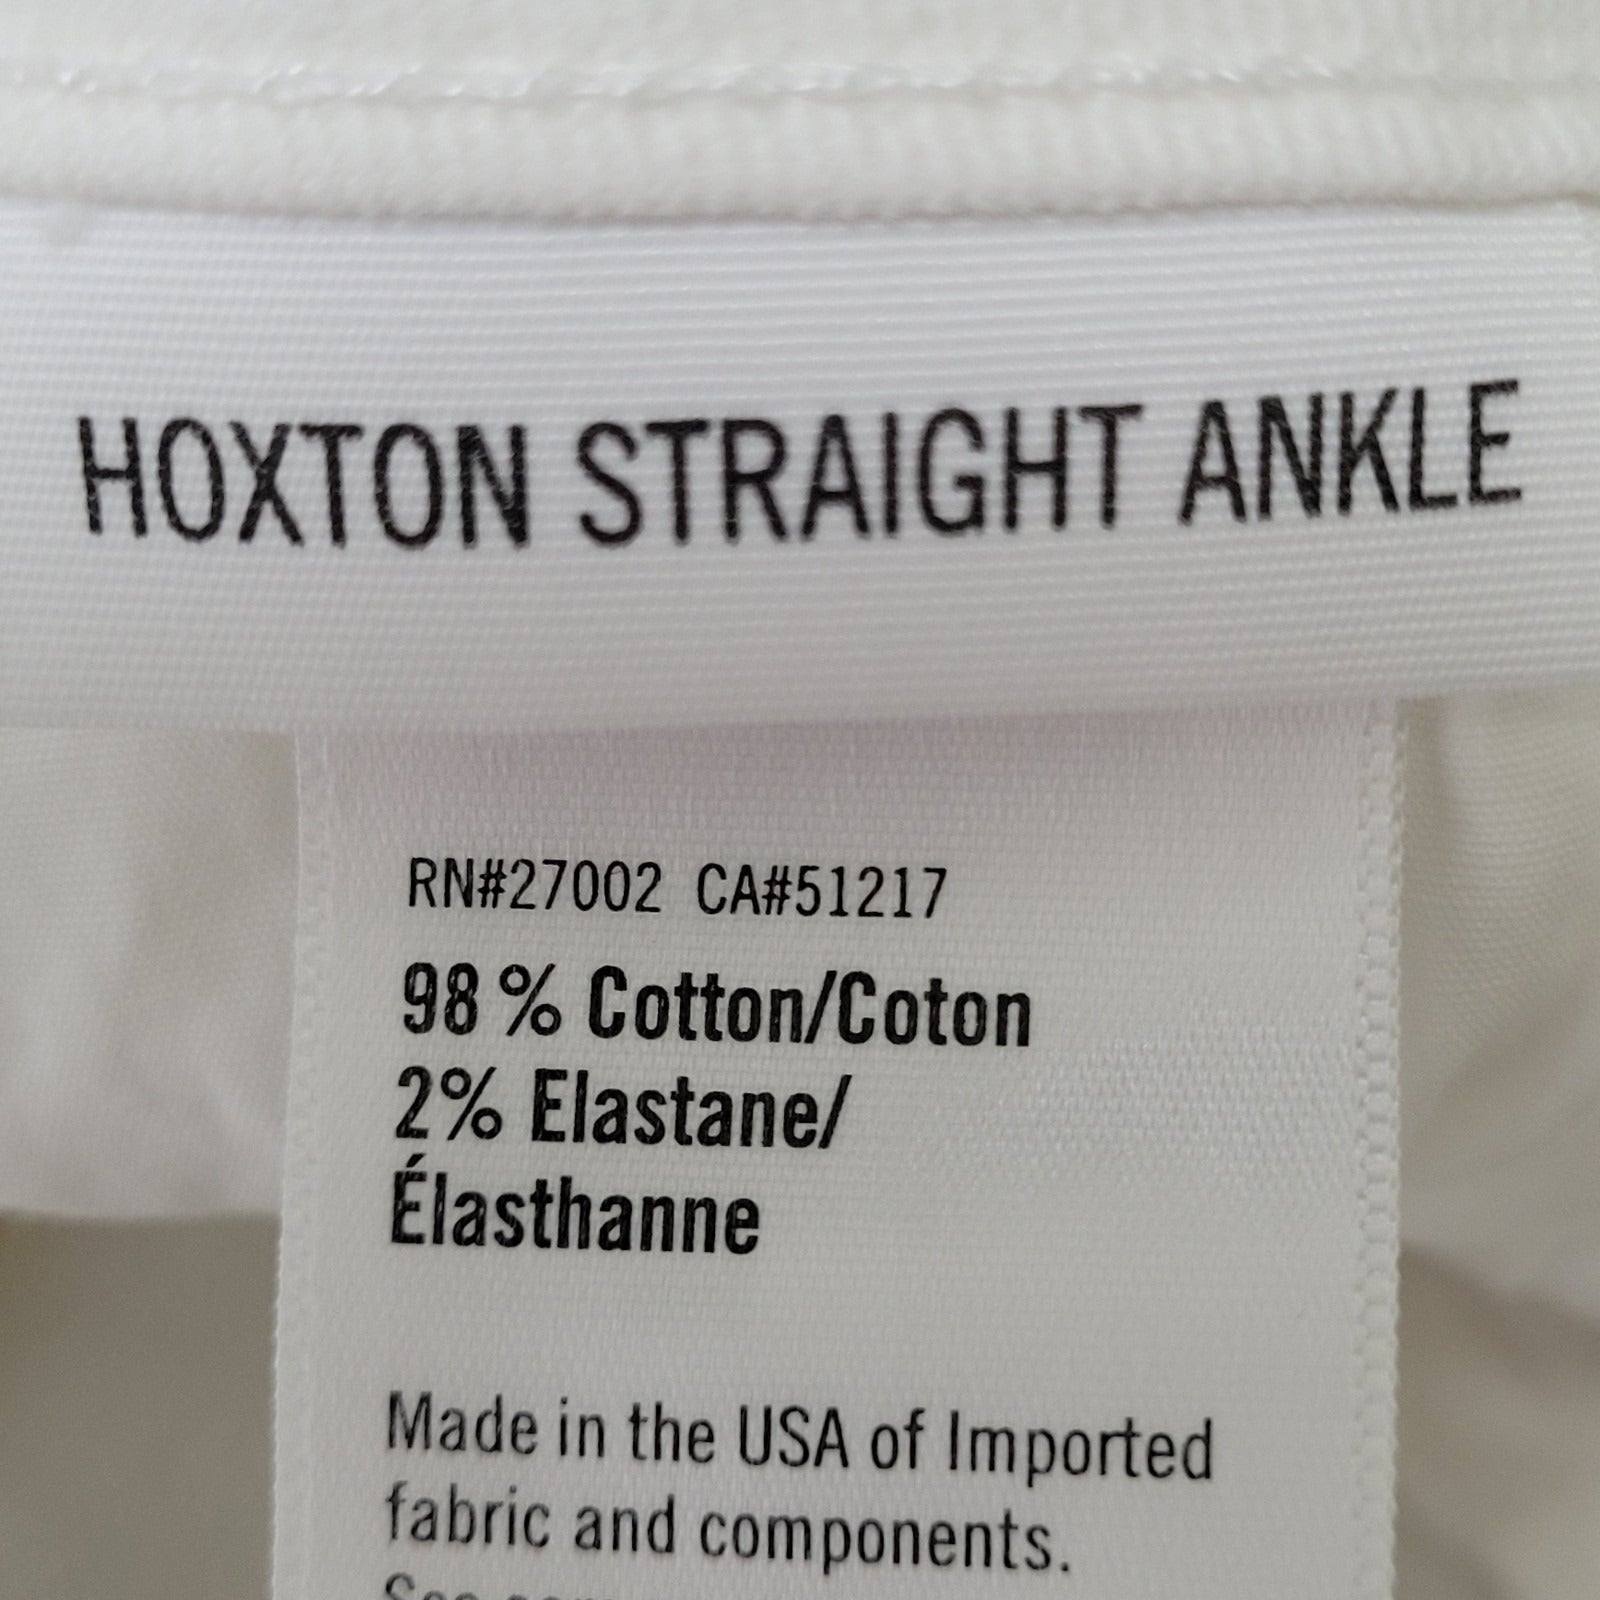 HOXTON STRAIGHT ANKLE
RN#27002 CA#51217
98 % Cotton/Coton
2% Elastane/
Élasthanne
Made in the USA of Imported
fabric and components.
See